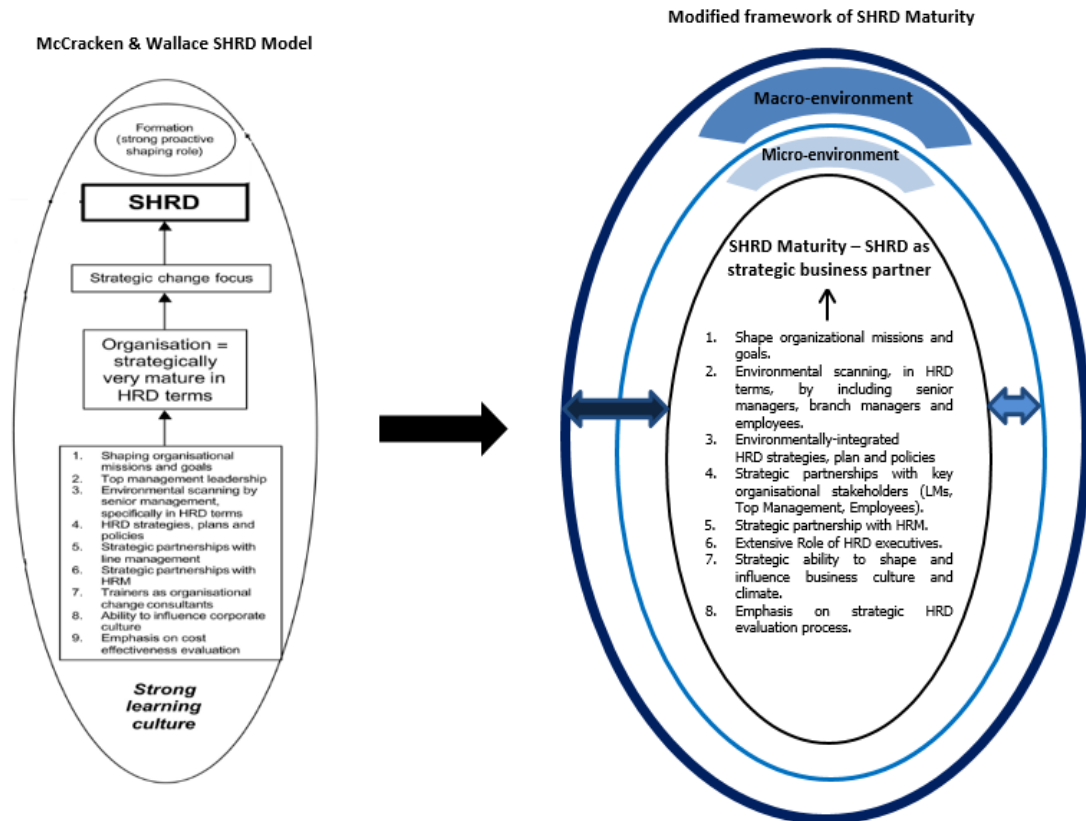 McCracken & Wallace SHRD Model
Formation
(strong proactive
shaping role)
SHRD
Strategic change focus
Organisation =
strategically
very mature in
HRD terms
1. Shaping organisational
missions and goals
2. Top management leadership
3. Environmental scanning by
senior management,
specifically in HRD terms
4. HRD strategies, plans and
policies
5. Strategic partnerships with
line management
6. Strategic partnerships with
HRM
7. Trainers as organisational
change consultants
8. Ability to influence corporate
culture
9. Emphasis on cost
effectiveness evaluation
Strong
learning
culture
Modified framework of SHRD Maturity
Macro-environment
Micro-environment
SHRD Maturity – SHRD as
strategic business partner
1. Shape organizational missions and
goals.
2. Environmental scanning, in HRD
terms, by including senior
managers, branch managers and
employees.
3. Environmentally-integrated
HRD strategies, plan and policies
4. Strategic partnerships with key
organisational stakeholders (LMs,
Top Management, Employees).
5. Strategic partnership with HRM.
6. Extensive Role of HRD executives.
7. Strategic ability to shape and
influence business culture and
climate.
8. Emphasis on strategic HRD
evaluation process.